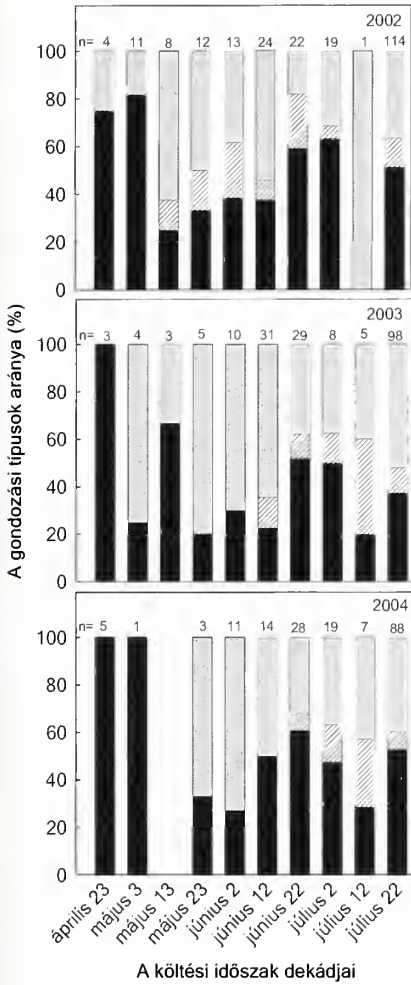 2002
n= 4 11 8 12 13 24 22 19 1 114
100
80
60
40
20
0
2003
n= 3 4 3 5 10 31 29 8 5 98
100
80
60
40
20
0
2004
n= 5 1 3 11 14 28 19 7 88
100
80
60
40
20
0
A gondozási típusok aránya (%)
április 23
május 3
május 13
május 23
június 2
június 12
június 22
július 2
július 12
július 22
A költési időszak dekádjai